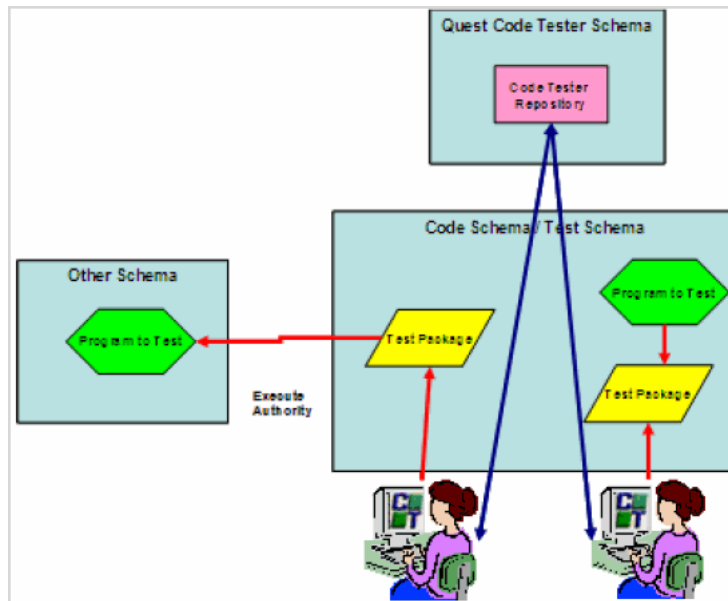 Quest Code Tester Schema
Code Tester
Repository
Code Schema / Test Schema
Other Schema
Program to Test
Program to Test
Test Package
Test Package
Execute
Authority
C
T
C
T